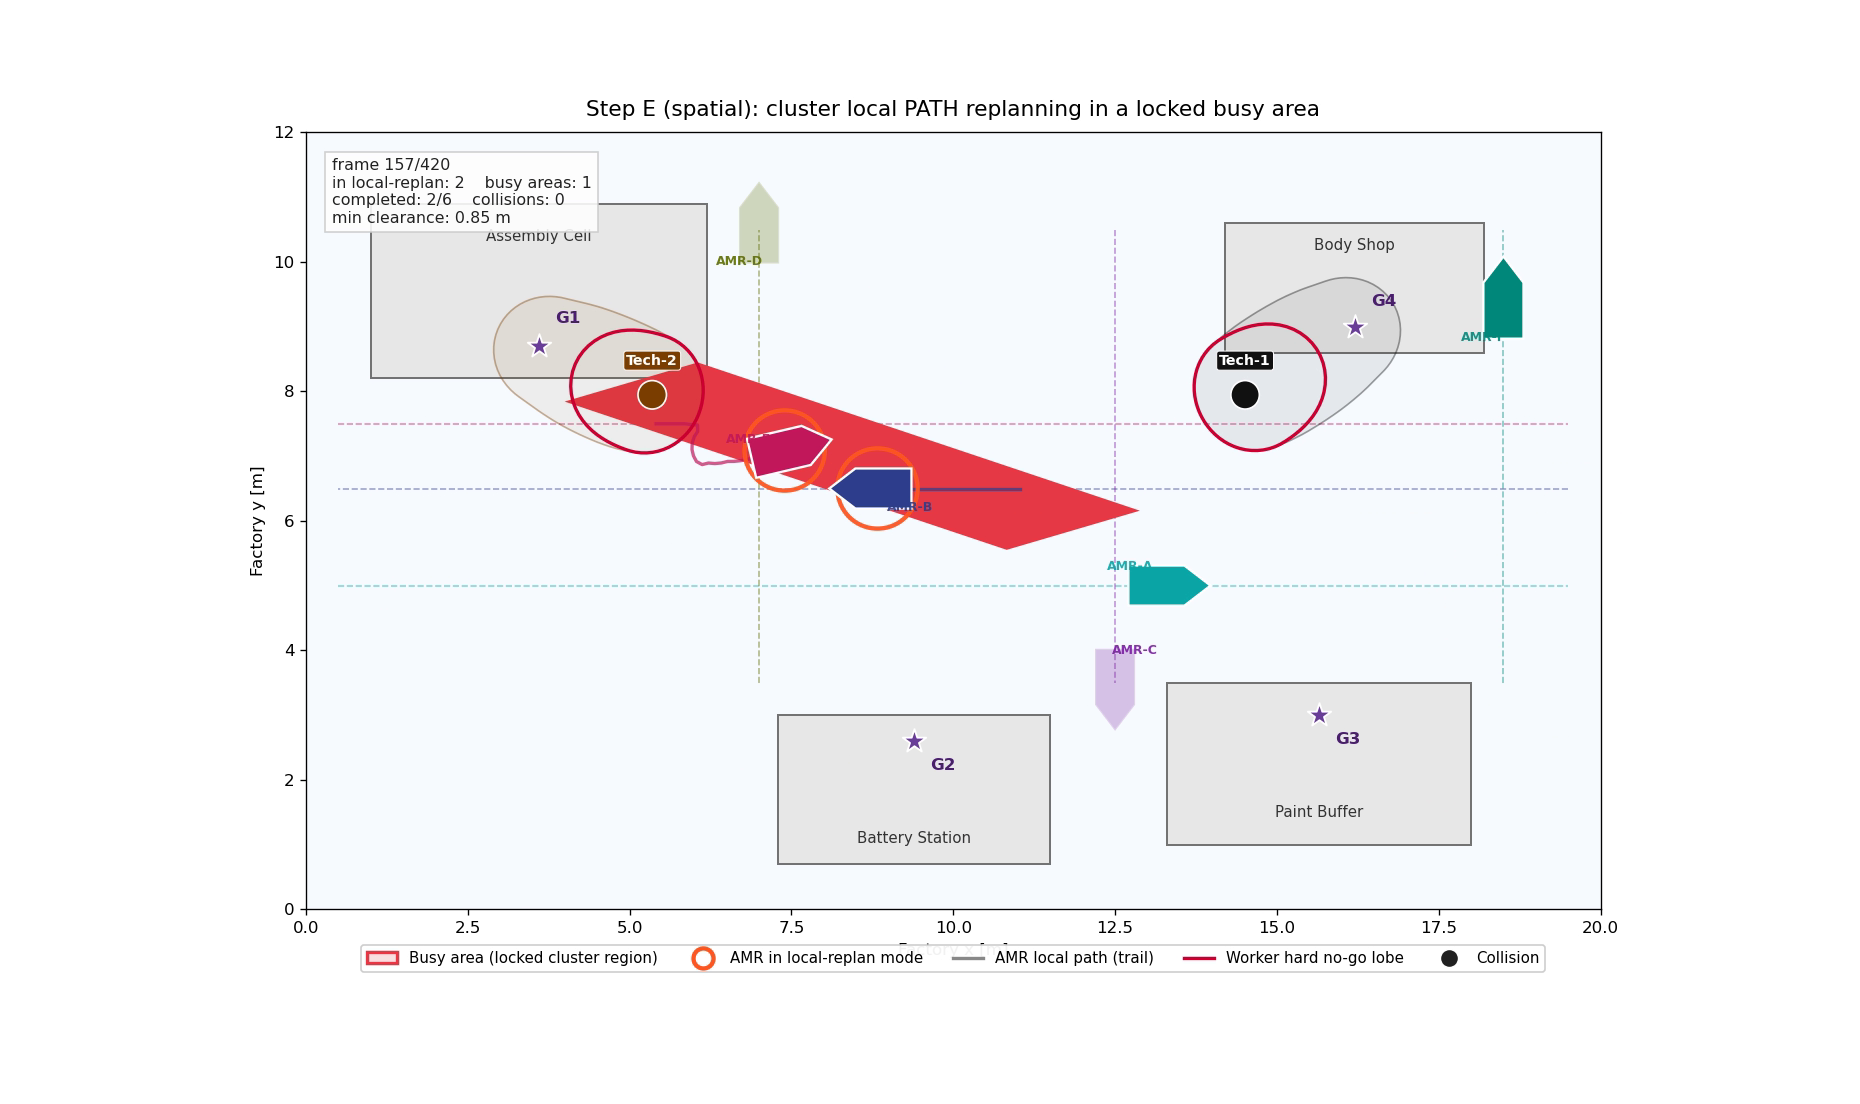 Step E (spatial): cluster local PATH replanning in a locked busy area
frame 157/420
in local-replan: 2 busy areas: 1
completed: 2/6 collisions: 0
min clearance: 0.85 m
Assembly Cell
Body Shop
AMR-D
G1
G4
Tech-2
Tech-1
AMR-B
AMR-A
AMR-C
G2
G3
Battery Station
Paint Buffer
Factory y [m]
12
10
8
6
4
2
0
0.0 2.5 5.0 7.5 10.0 12.5 15.0 17.5 20.0
Factory x [m]
Busy area (locked cluster region) AMR in local-replan mode AMR local path (trail) Worker hard no-go lobe Collision